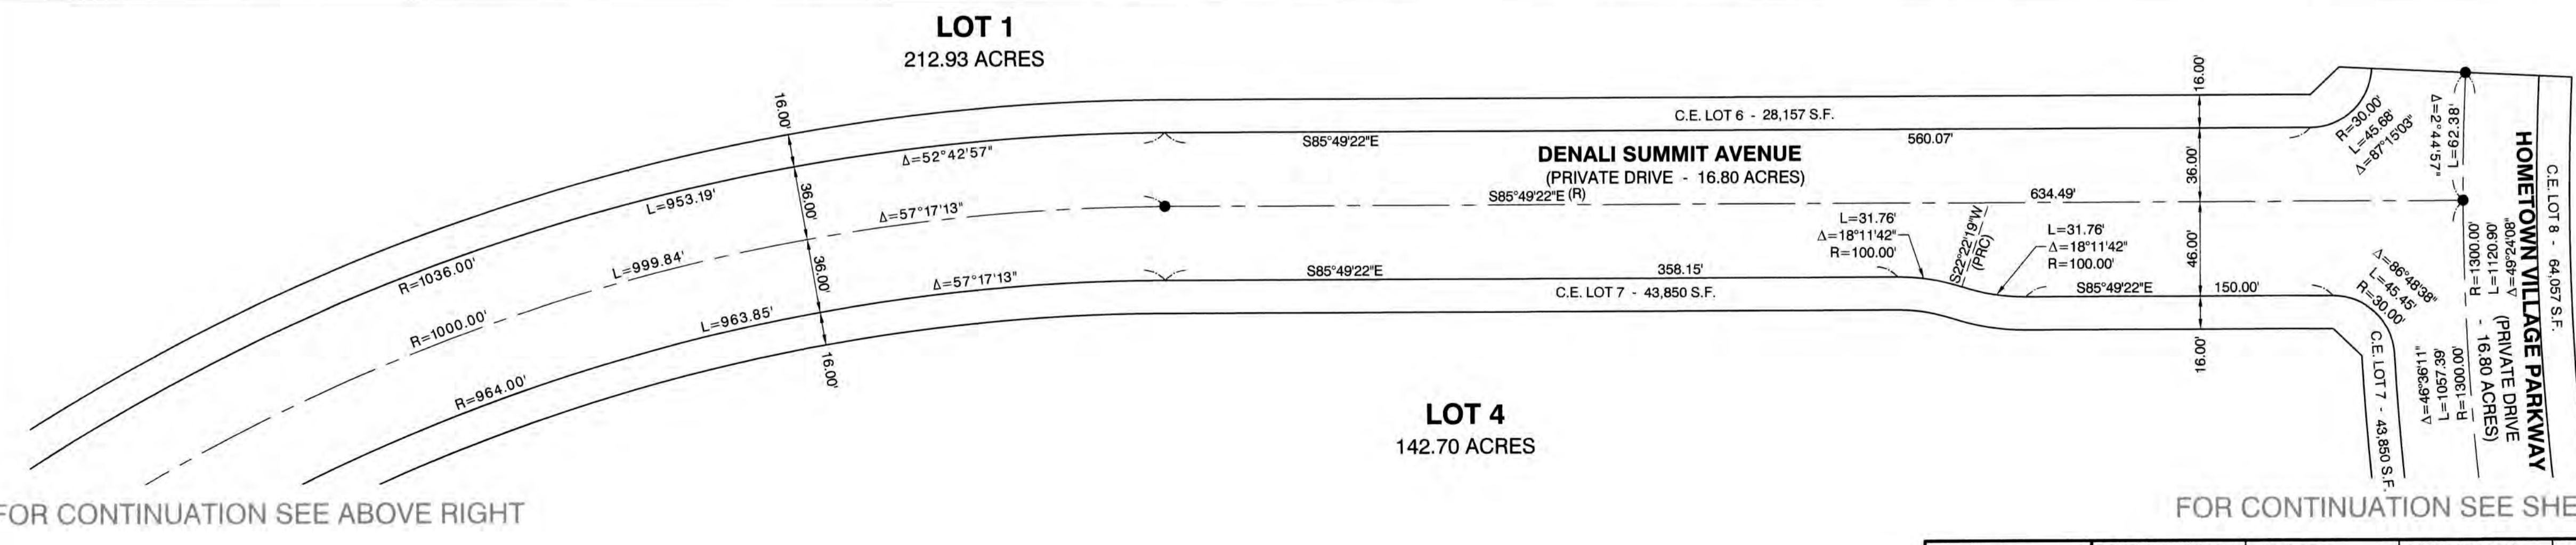 LOT 1
212.93 ACRES
16.00'
16.00'
C.E. LOT 6 - 28,157 S.F.
Δ=52°42'57"
S85°49'22"E
560.07'
R=30.00'
L=45.68'
Δ=87°15'03"
Δ=2°44'57"
L=62.38'
DENALI SUMMIT AVENUE
(PRIVATE DRIVE - 16.80 ACRES)
36.00'
36.00'
L=953.19'
Δ=57°17'13"
S85°49'22"E (R)
634.49'
R=1036.00'
L=999.84'
36.00'
Δ=57°17'13"
S85°49'22"E
358.15'
L=31.76'
Δ=18°11'42"
R=100.00'
S22°22'19"W
(PRC)
L=31.76'
Δ=18°11'42"
R=100.00'
46.00'
S85°49'22"E
150.00'
C.E. LOT 7 - 43,850 S.F.
Δ=86°48'38"
L=45.45'
R=30.00'
R=1000.00'
L=963.85'
R=964.00'
16.00'
16.00'
Δ=49°24'08"
L=1120.90'
R=1300.00'
R=1300.00'
L=1057.39'
Δ=46°36'11"
HOMETOWN VILLAGE PARKWAY
(PRIVATE DRIVE
- 16.80 ACRES)
C.E. LOT 8 - 64,057 S.F.
C.E. LOT 7 - 43,850 S.F.
LOT 4
142.70 ACRES
FOR CONTINUATION SEE ABOVE RIGHT
FOR CONTINUATION SEE SHE